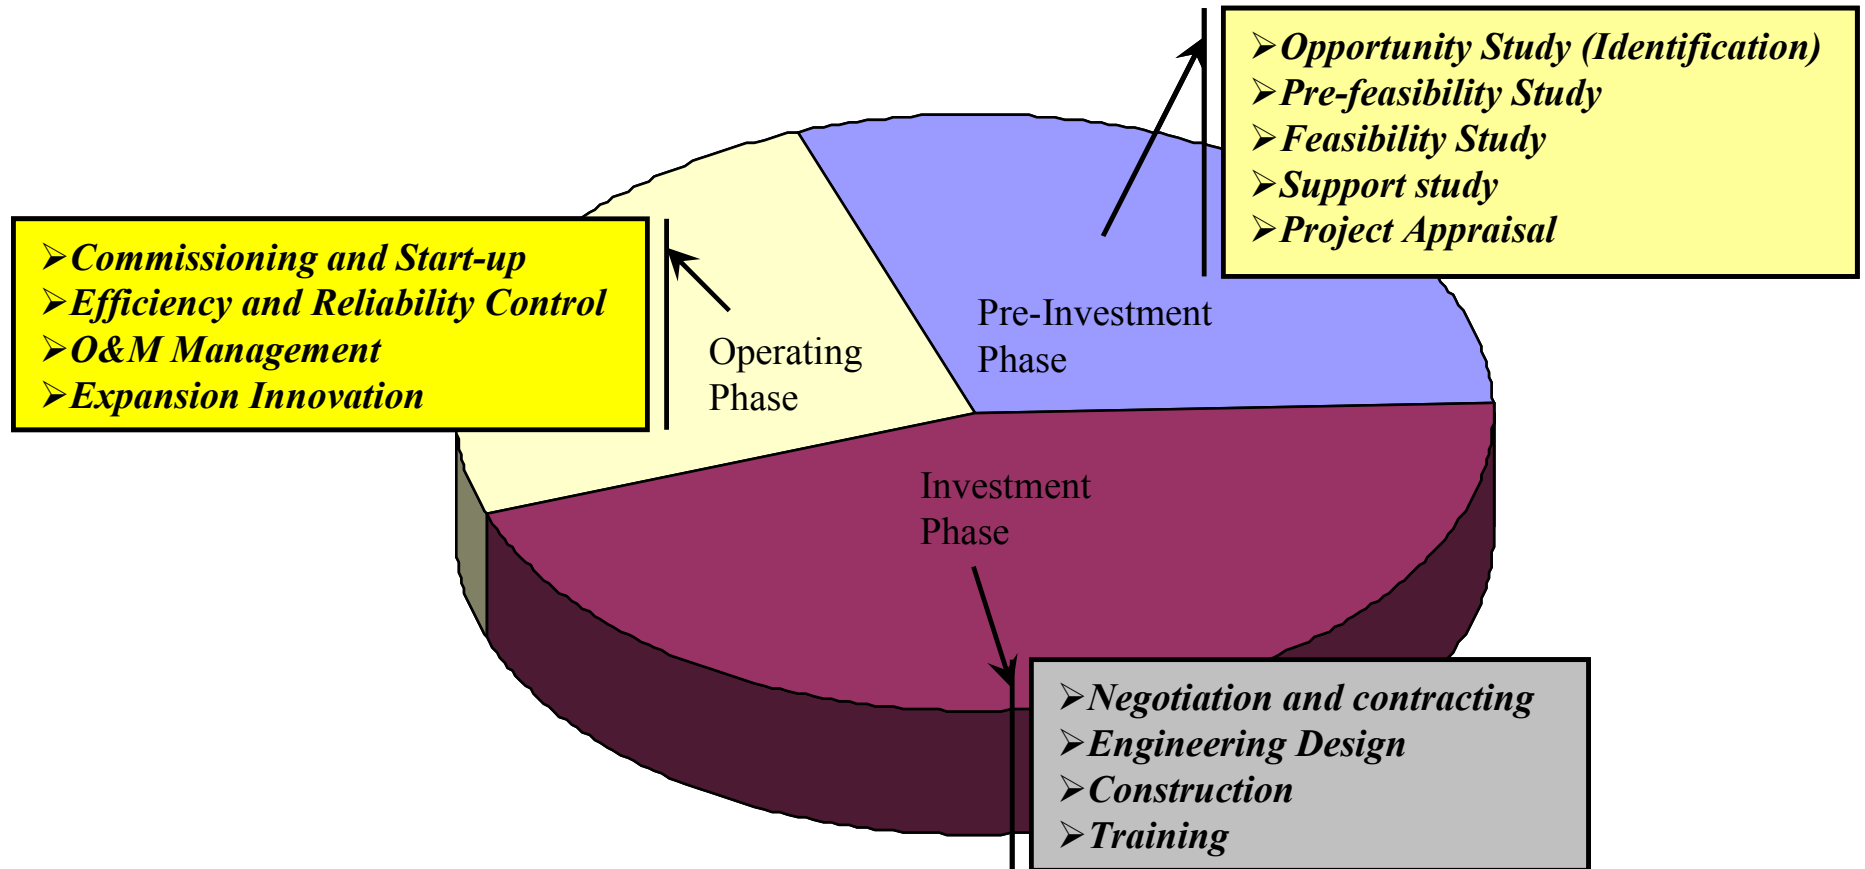 ➢Opportunity Study (Identification)
➢Pre-feasibility Study
➢Feasibility Study
➢Support study
➢Project Appraisal
➢Commissioning and Start-up
➢Efficiency and Reliability Control
➢O&M Management
➢Expansion Innovation
Pre-Investment
Phase
Operating
Phase
Investment
Phase
➢Negotiation and contracting
➢Engineering Design
➢Construction
➢Training